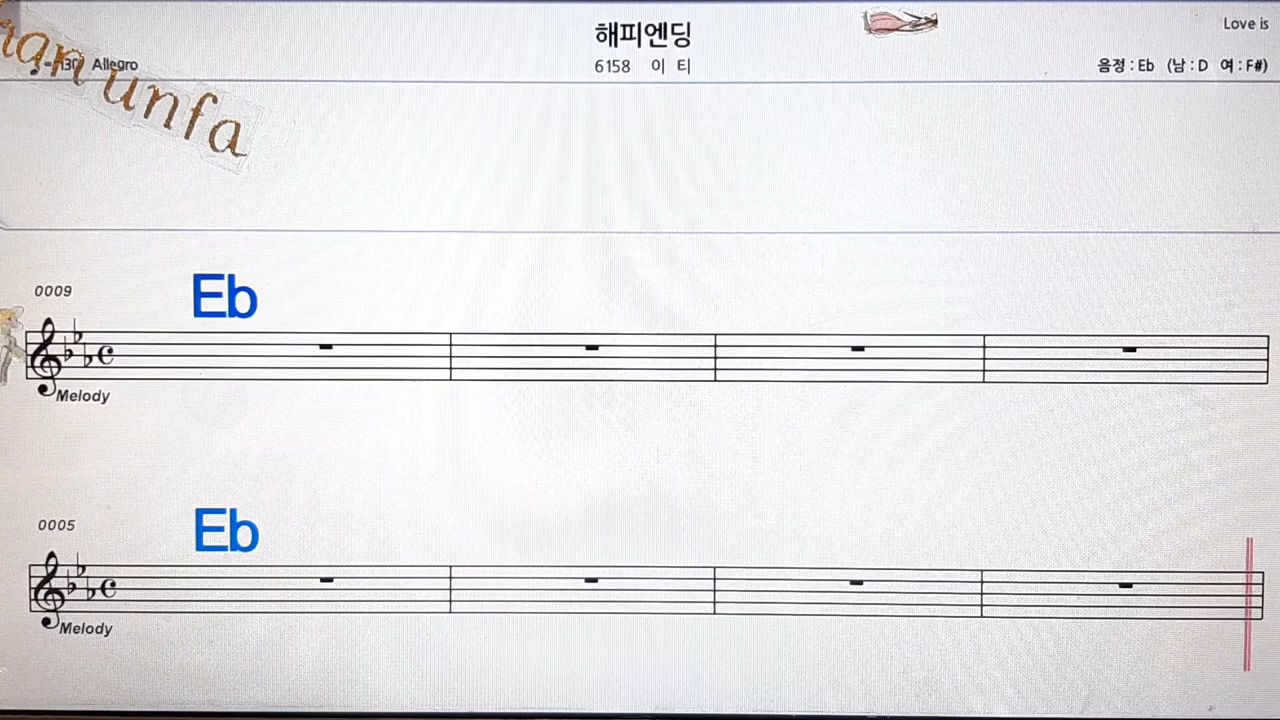 해피엔딩
Love is
=130 Allegro
6158 이 티
음정 : Eb (남 : D 여 : F#)
unfa
0009
Eb
Melody
0005
Eb
Melody